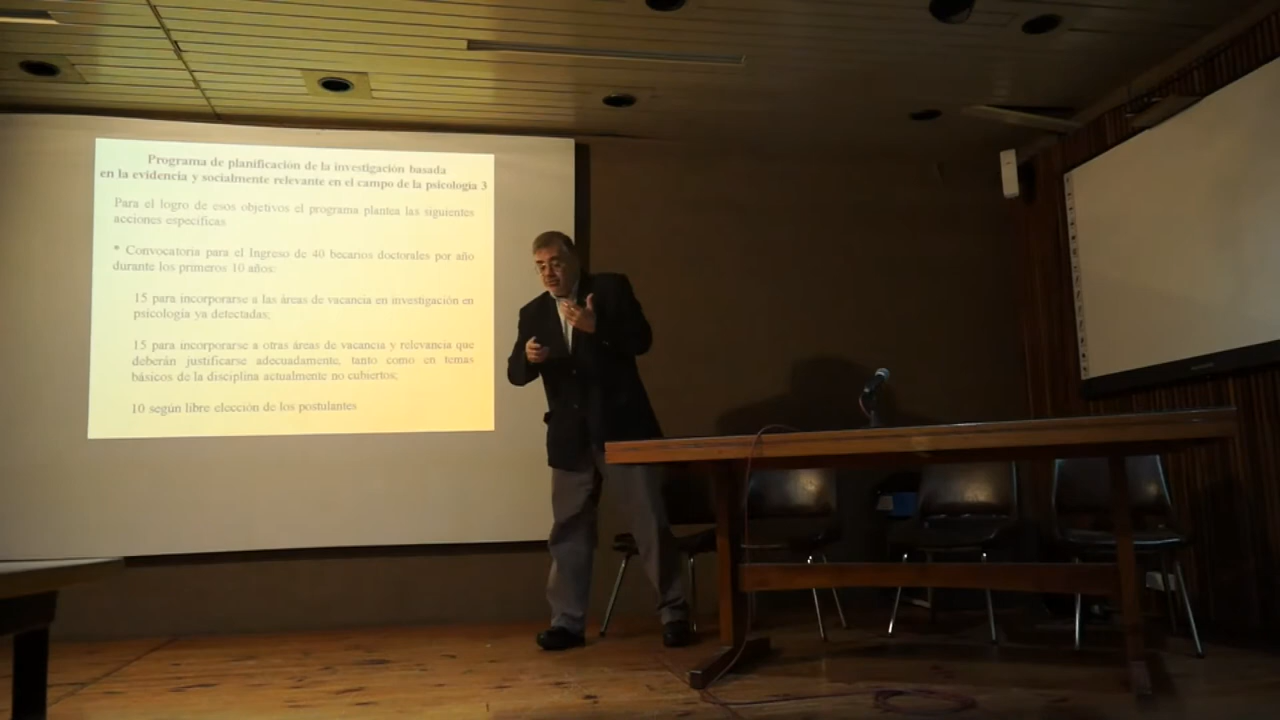 Programa de planificación de la investigación basada
en la evidencia y socialmente relevante en el campo de la psicología 3
Para el logro de esos objetivos el programa plantea las siguientes
acciones específicas
* Convocatoria para el Ingreso de 40 becarios doctorales por año
durante los primeros 10 años:
15 para incorporarse a las áreas de vacancia en investigación en
psicología ya detectadas;
15 para incorporarse a otras áreas de vacancia y relevancia que
deberán justificarse adecuadamente, tanto como en temas
básicos de la disciplina actualmente no cubiertos;
10 según libre elección de los postulantes